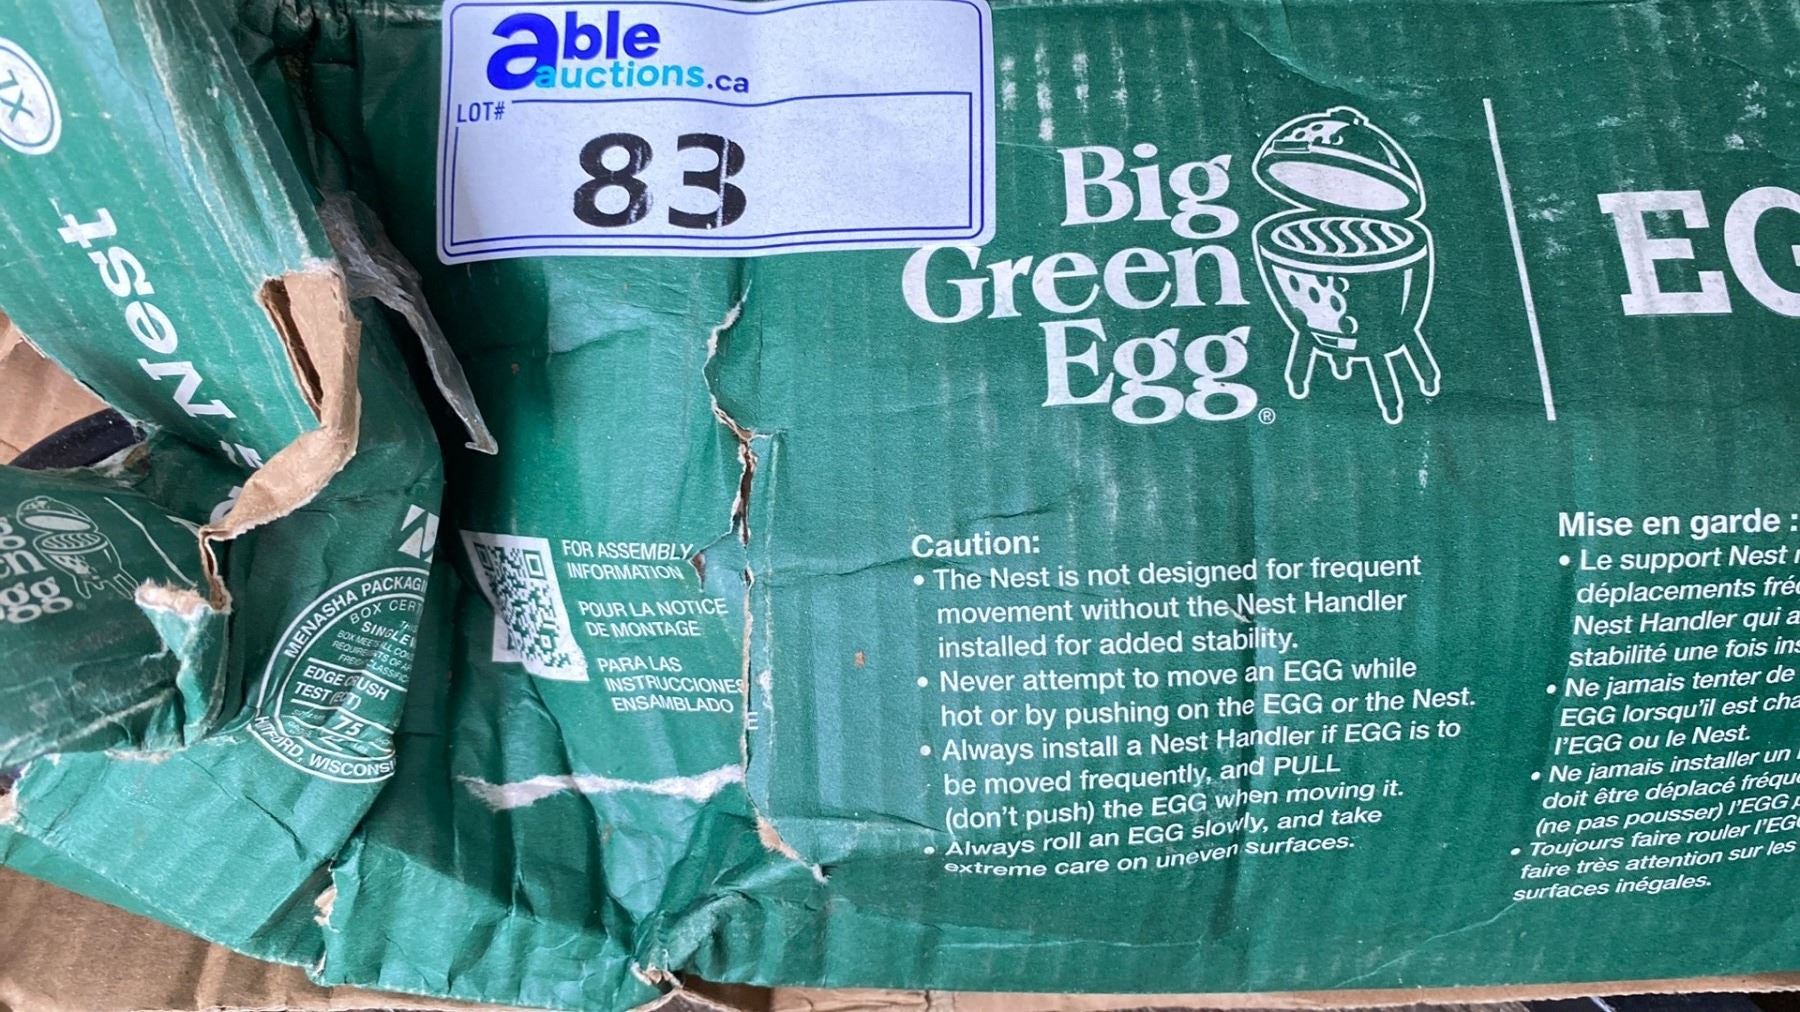 able
auctions.ca
LOT#
83
1X
Nest
Big
Green
Egg®
EG
FOR ASSEMBLY
INFORMATION
POUR LA NOTICE
DE MONTAGE
PARA LAS
INSTRUCCIONES
ENSAMBLADO
MENASHA PACKAGI
BOX CERT
SINGLE
EDGE CRUSH
TEST (ECT)
75
RTFORD, WISCONSI
Caution:
• The Nest is not designed for frequent
movement without the Nest Handler
installed for added stability.
• Never attempt to move an EGG while
hot or by pushing on the EGG or the Nest.
• Always install a Nest Handler if EGG is to
be moved frequently, and PULL
(don't push) the EGG when moving it.
• Always roll an EGG slowly, and take
extreme care on uneven surfaces.
Mise en garde :
• Le support Nest
déplacements fré
Nest Handler qui a
stabilité une fois ins
• Ne jamais tenter de
EGG lorsqu'il est cha
l'EGG ou le Nest.
• Ne jamais installer un
doit être déplacé fréqu
(ne pas pousser) l'EGG
• Toujours faire rouler l'EG
faire très attention sur les
surfaces inégales.